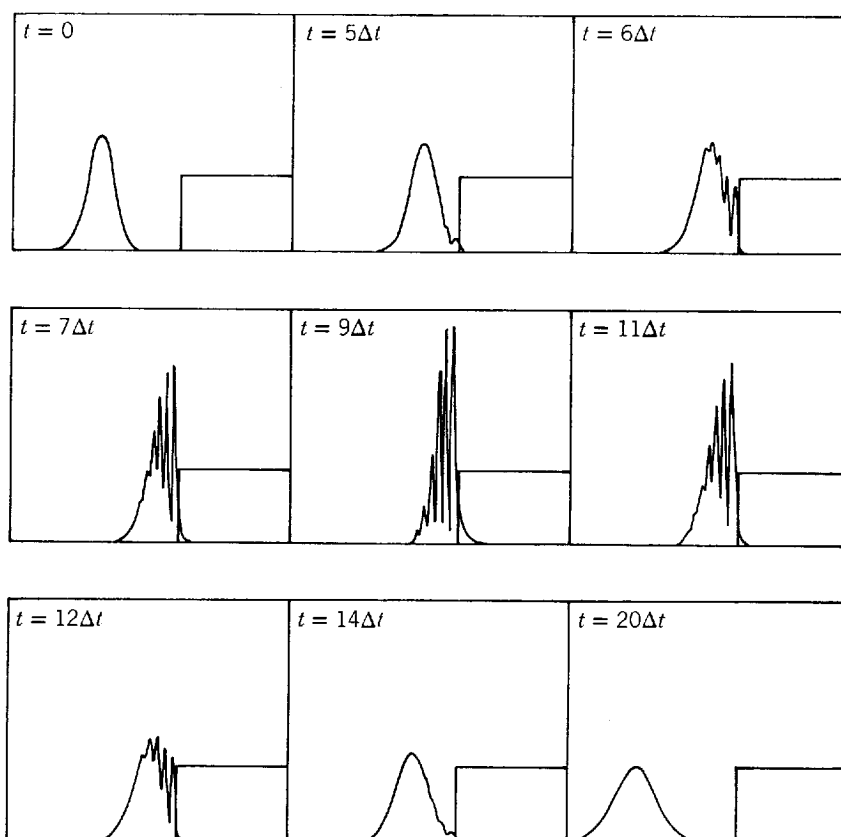 t = 0
t = 5Δt
t = 6Δt
t = 7Δt
t = 9Δt
t = 11Δt
t = 12Δt
t = 14Δt
t = 20Δt